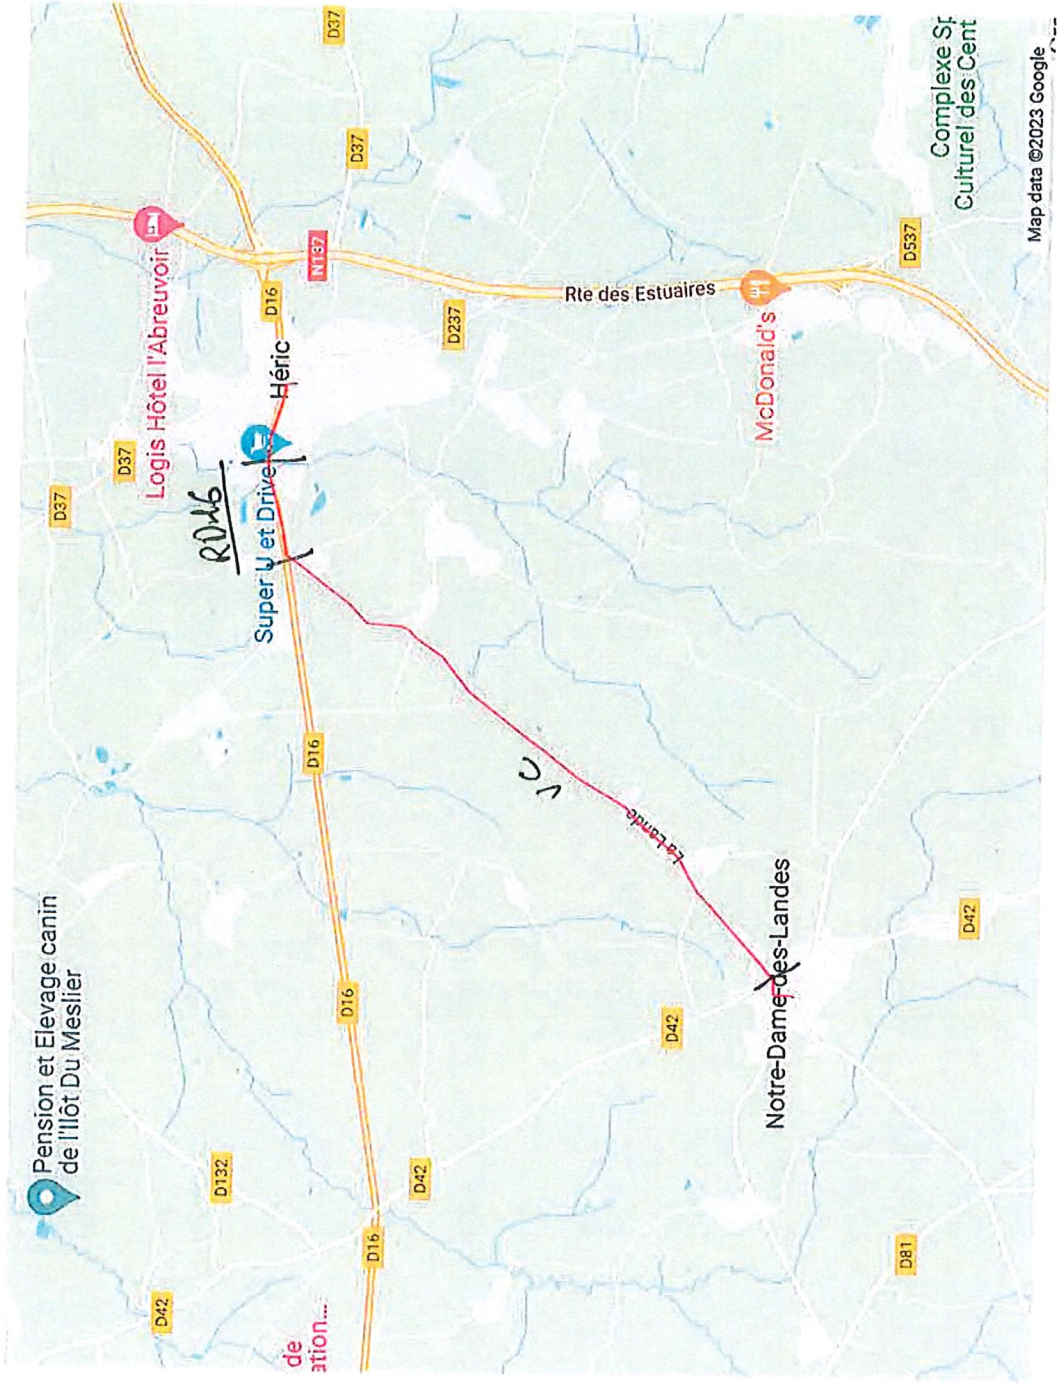 Pension et Elevage canin
de l'Ilôt Du Meslier
D37
D37
Logis Hôtel l'Abreuvoir
D37
D42
D132
RD16
Super U et Drive
D16
D37
de
ation...
D16
D16
D16
Héric
N137
D42
D237
VC
Rte des Estuaires
La Lande
D42
McDonald's
Notre-Dame-des-Landes
D81
D42
D537
Complexe Sp
Culturel des Cent
Map data ©2023 Google